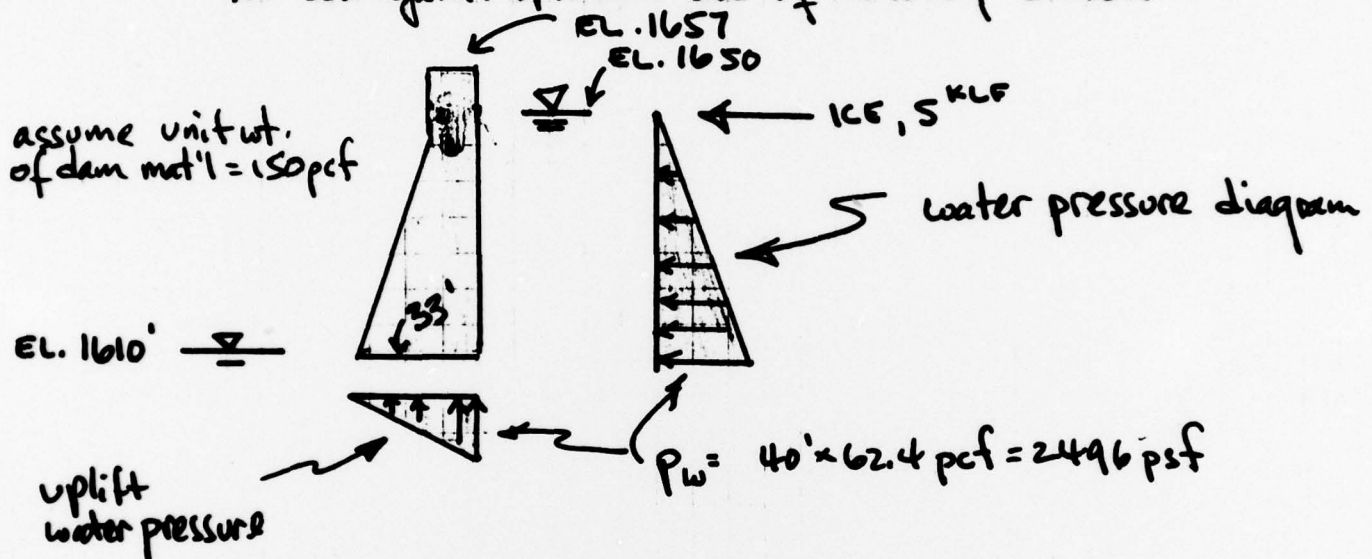 EL. 1657
EL. 1650
ICE, 5 KLF
assume unit wt.
of dam mat'l = 150 pcf
water pressure diagram
33'
EL. 1610'
Pw = 40' x 62.4 pcf = 2496 psf
uplift
water pressure